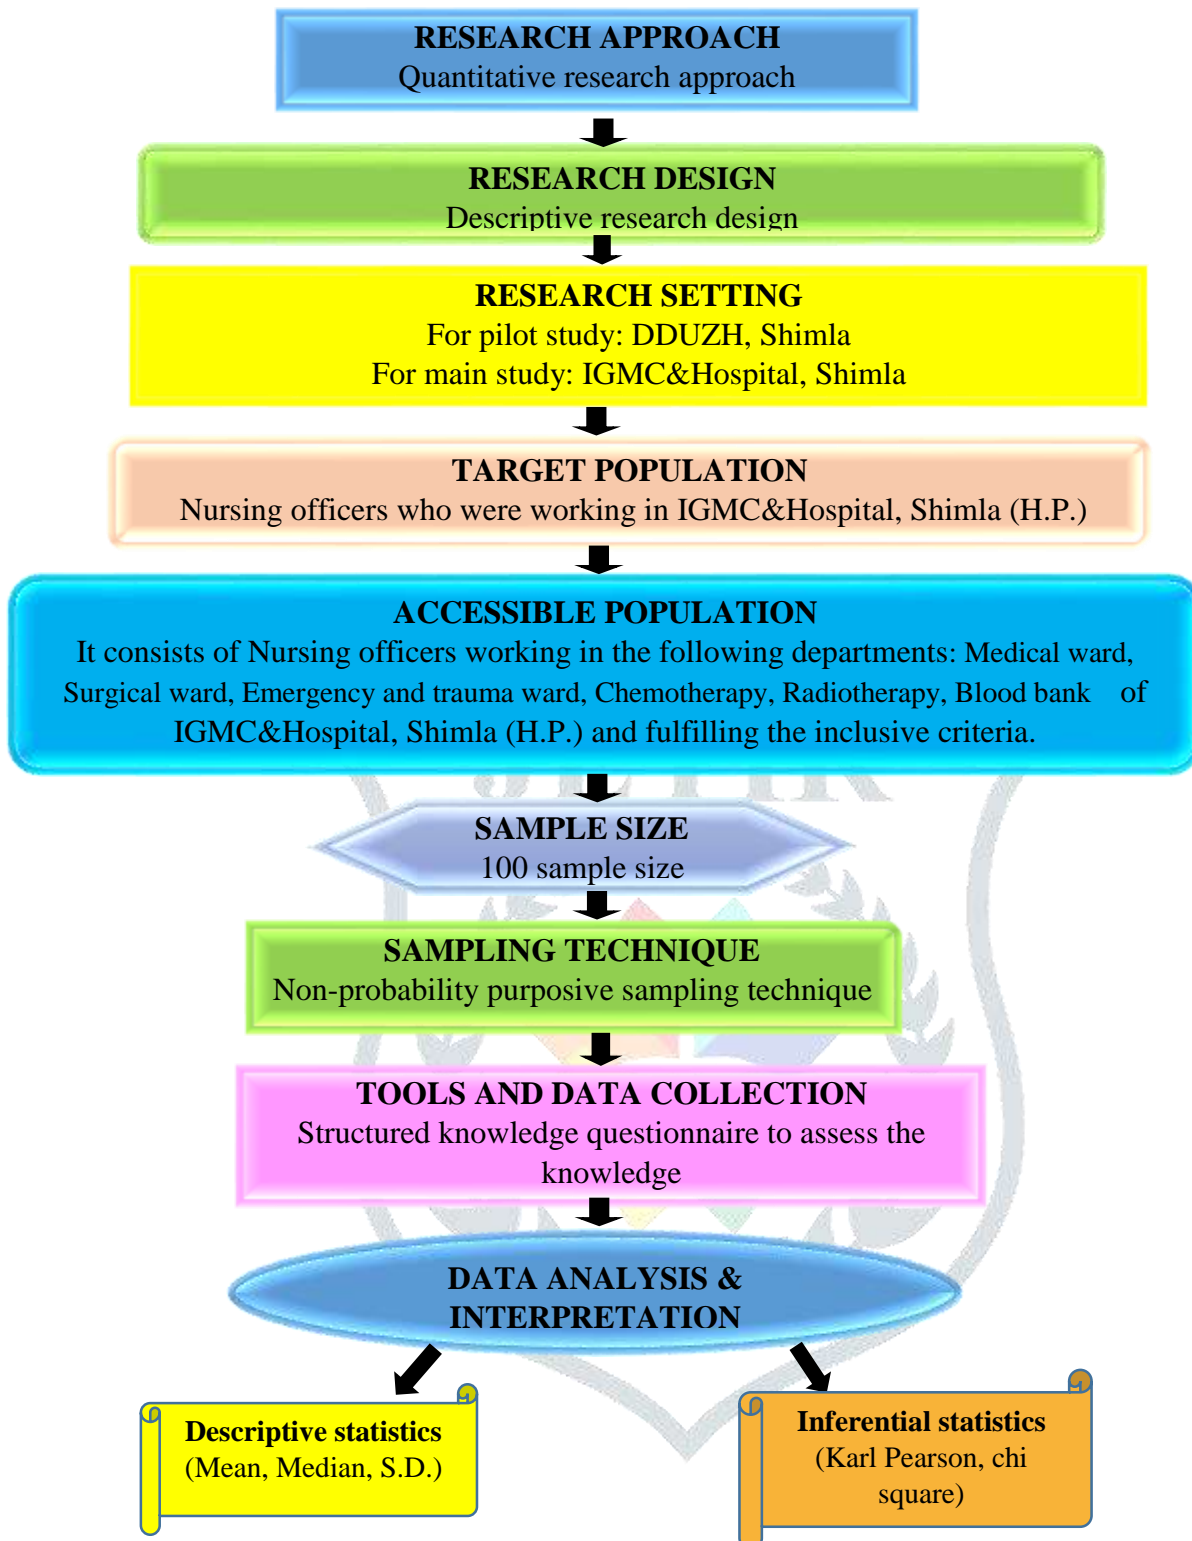 RESEARCH APPROACH
Quantitative research approach
RESEARCH DESIGN
Descriptive research design
RESEARCH SETTING
For pilot study: DDUZH, Shimla
For main study: IGMC&Hospital, Shimla
TARGET POPULATION
Nursing officers who were working in IGMC&Hospital, Shimla (H.P.)
ACCESSIBLE POPULATION
It consists of Nursing officers working in the following departments: Medical ward,
Surgical ward, Emergency and trauma ward, Chemotherapy, Radiotherapy, Blood bank of
IGMC&Hospital, Shimla (H.P.) and fulfilling the inclusive criteria.
SAMPLE SIZE
100 sample size
SAMPLING TECHNIQUE
Non-probability purposive sampling technique
TOOLS AND DATA COLLECTION
Structured knowledge questionnaire to assess the
knowledge
DATA ANALYSIS &
INTERPRETATION
Descriptive statistics
(Mean, Median, S.D.)
Inferential statistics
(Karl Pearson, chi
square)